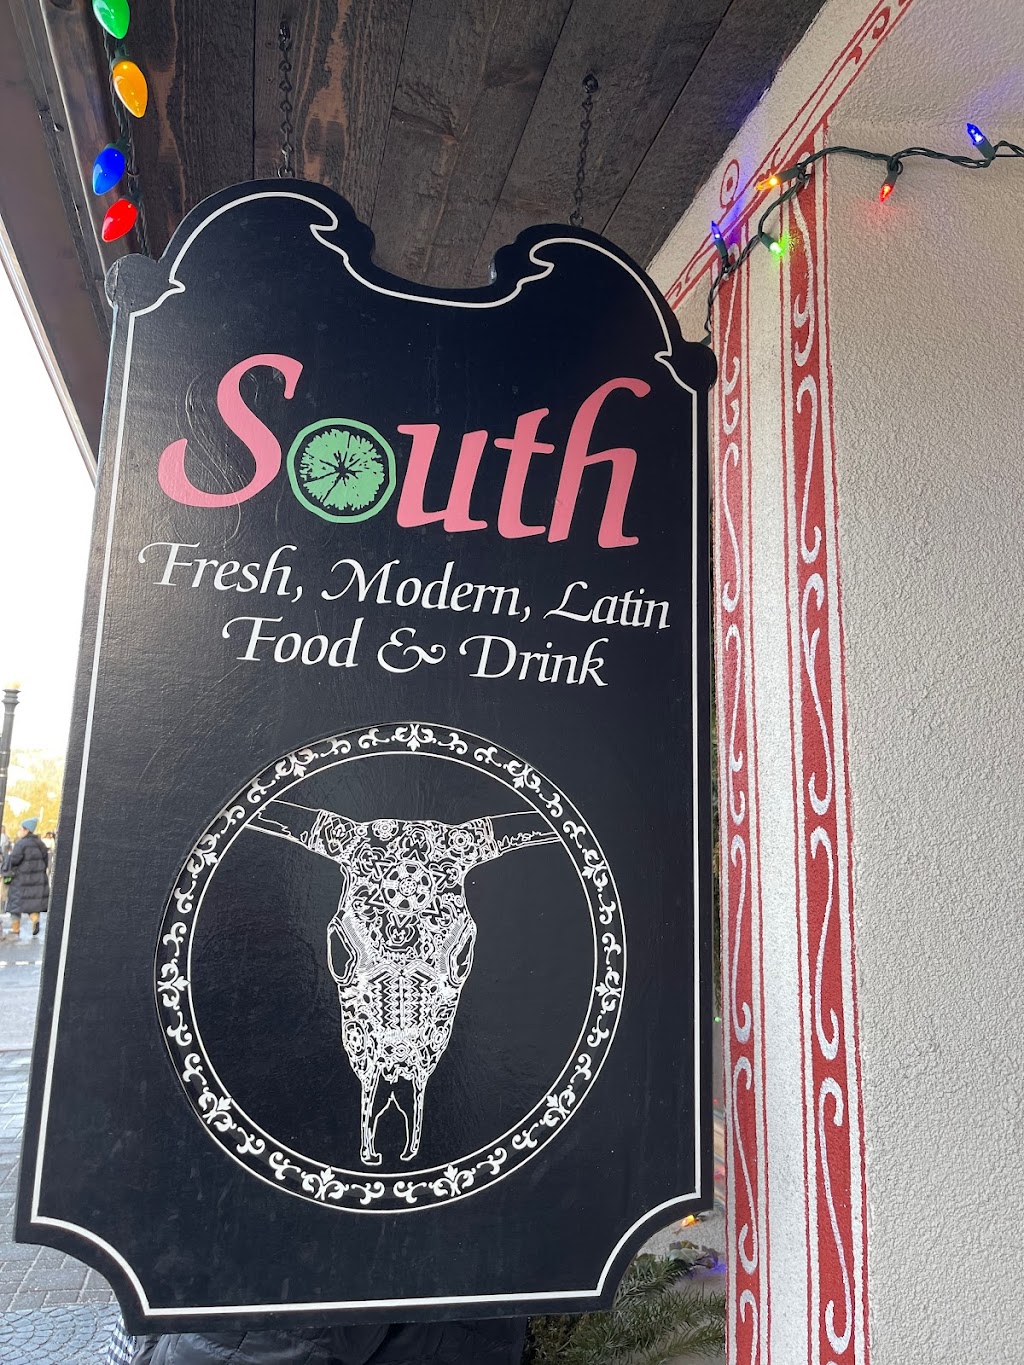 South
Fresh, Modern, Latin
Food & Drink